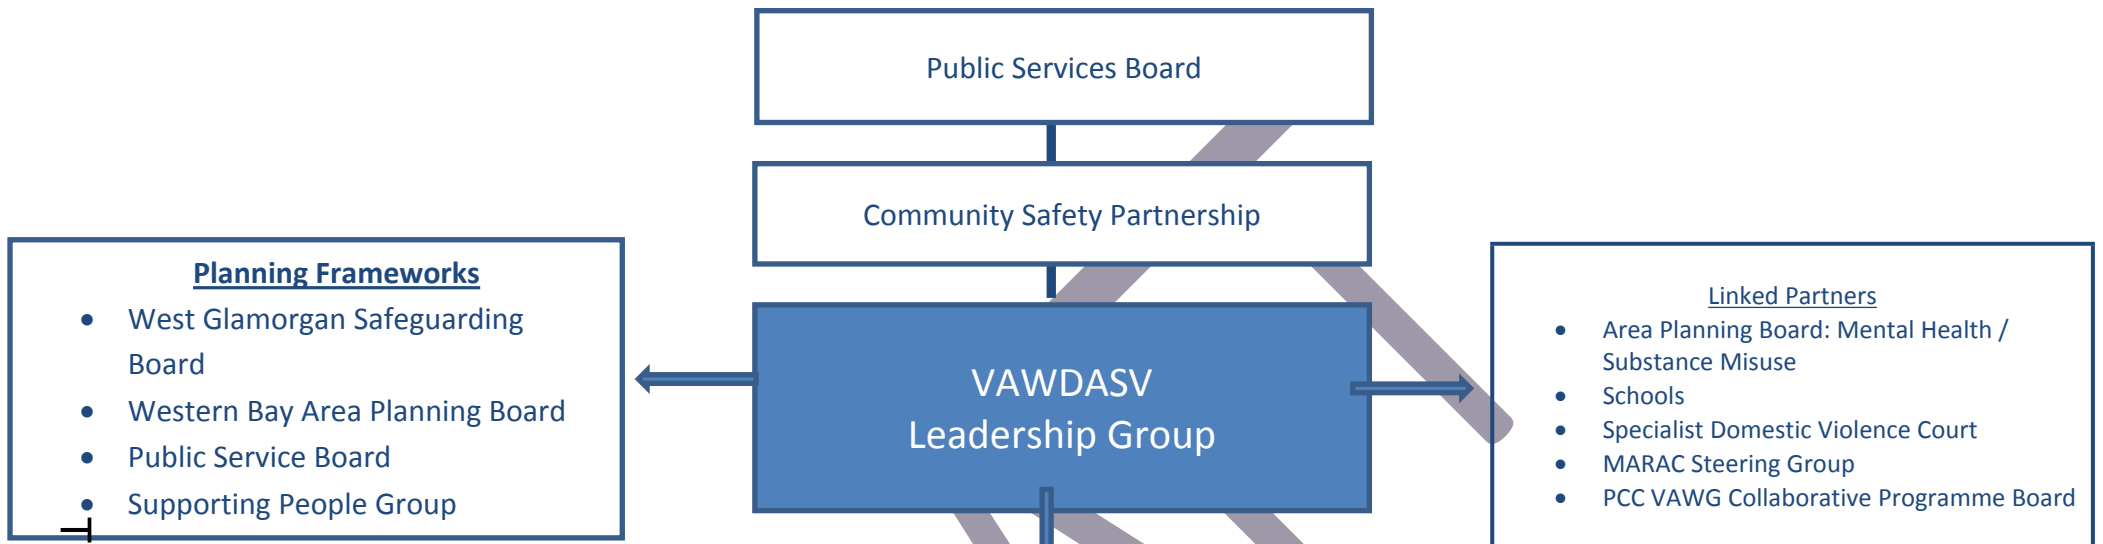 Public Services Board
Community Safety Partnership
Planning Frameworks
• West Glamorgan Safeguarding
Board
• Western Bay Area Planning Board
• Public Service Board
• Supporting People Group
VAWDASV
Leadership Group
Linked Partners
• Area Planning Board: Mental Health /
Substance Misuse
• Schools
• Specialist Domestic Violence Court
• MARAC Steering Group
• PCC VAWG Collaborative Programme Board